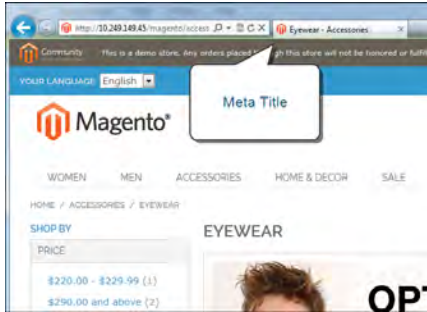 http://10.249.149.45/magento/access
Eyewear - Accessories
Community
This is a demo store. Any orders placed through this store will not be honored or fulfil
YOUR LANGUAGE: English
Meta Title
Magento®
WOMEN MEN ACCESSORIES HOME & DECOR SALE
HOME / ACCESSORIES / EYEWEAR
SHOP BY
EYEWEAR
PRICE
$220.00 - $229.99 (1)
$290.00 and above (2)
OPT